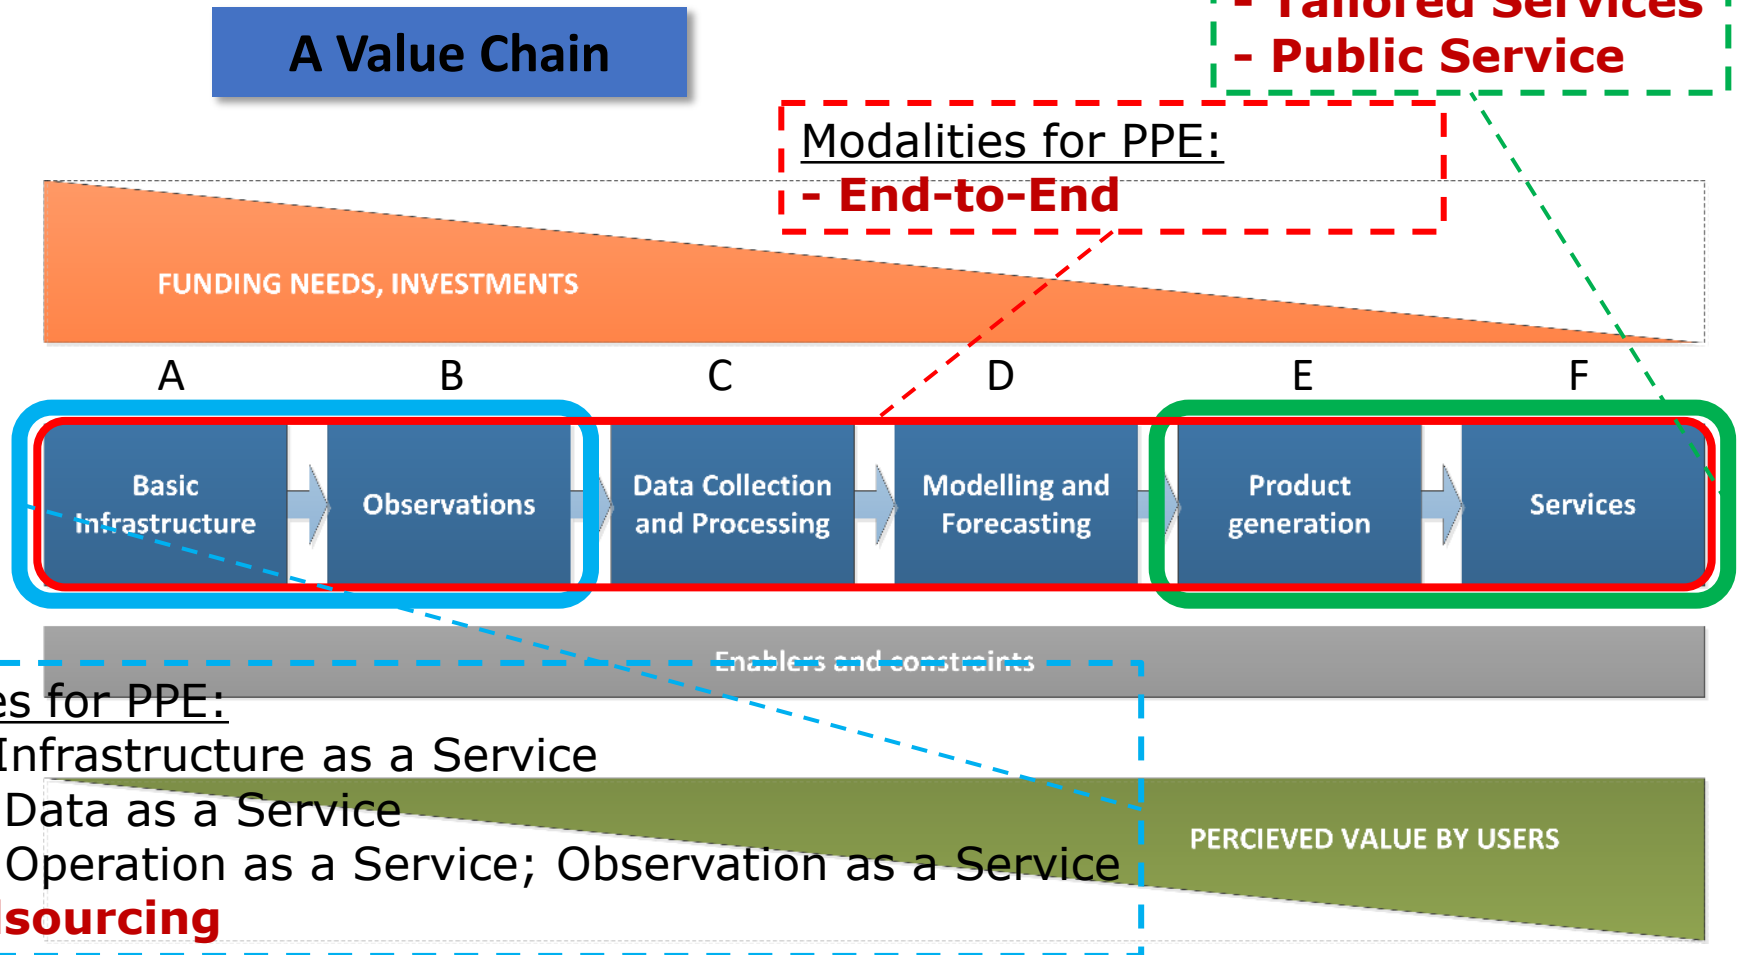 - Tailored Services
A Value Chain
- Public Service
Modalities for PPE:
- End-to-End
FUNDING NEEDS, INVESTMENTS
A B C D E F
Basic
Infrastructure
Observations
Data Collection
and Processing
Modelling and
Forecasting
Product
generation
Services
Enablers and constraints
es for PPE:
Infrastructure as a Service
Data as a Service
Operation as a Service; Observation as a Service
dsourcing
PERCIEVED VALUE BY USERS